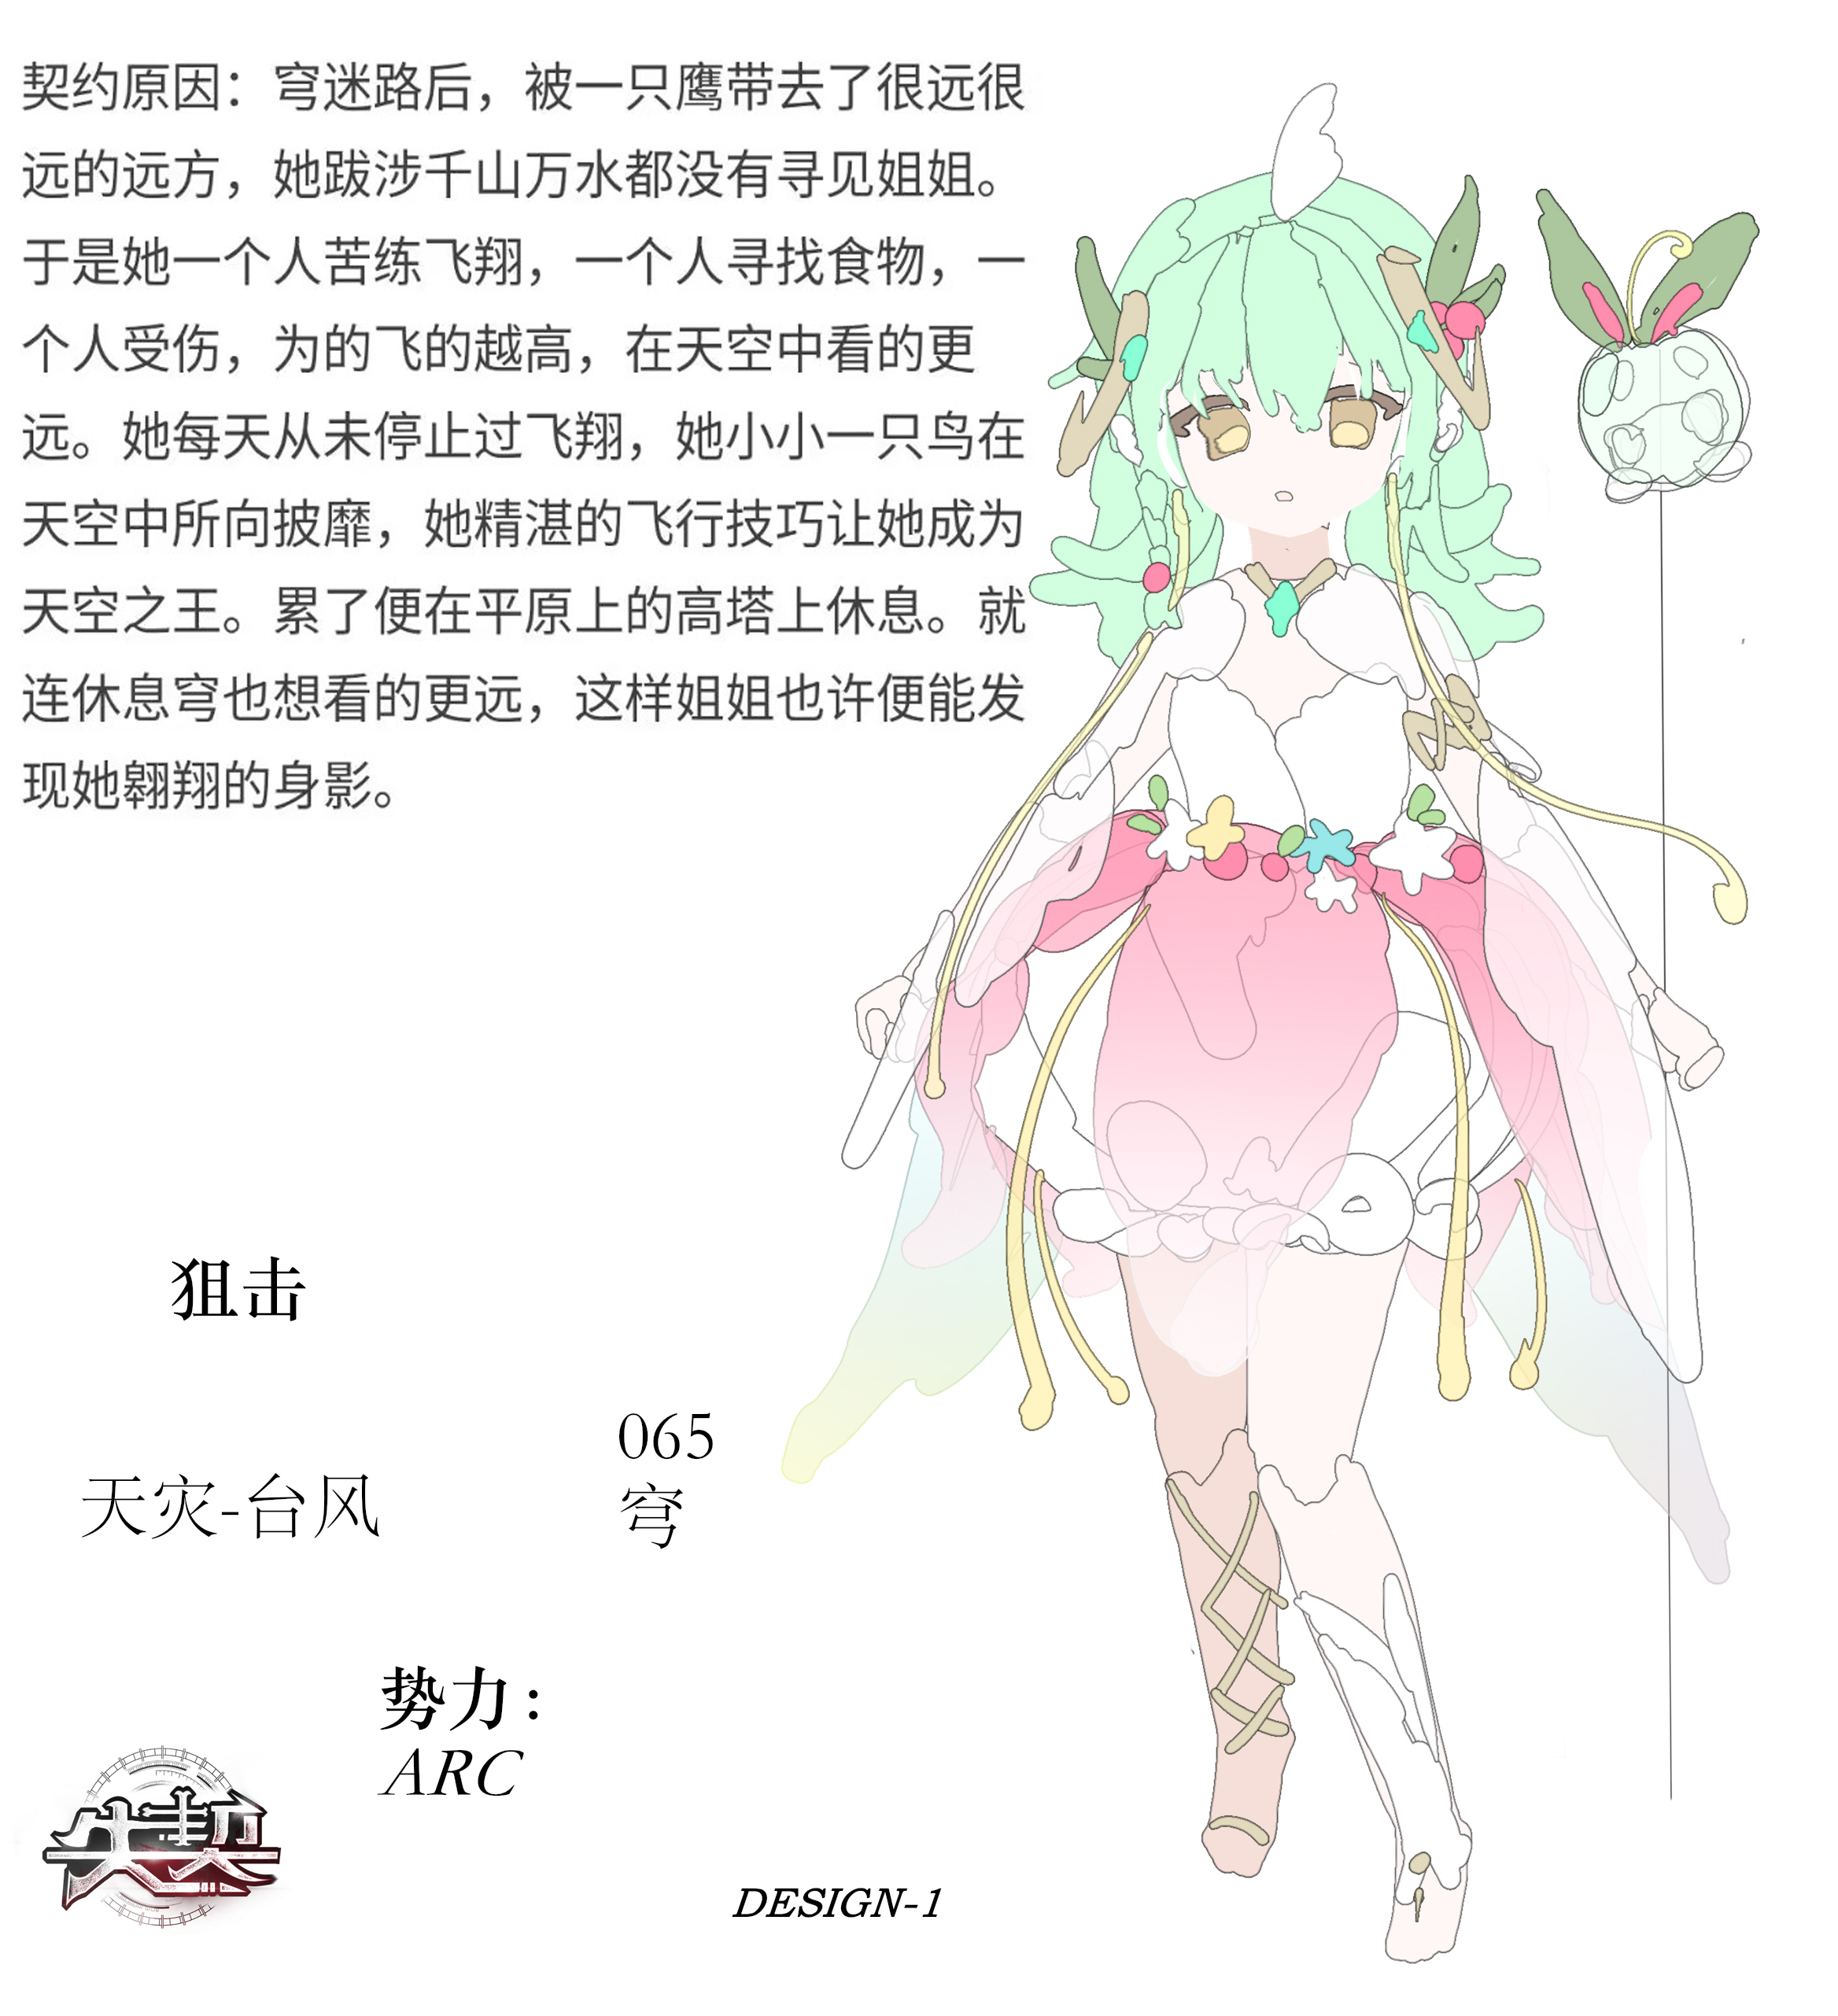 契约原因：穹迷路后，被一只鹰带去了很远很
远的远方，她跋涉千山万水都没有寻见姐姐。
于是她一个人苦练飞翔，一个人寻找食物，一
个人受伤，为的飞的越高，在天空中看的更
远。她每天从未停止过飞翔，她小小一只鸟在
天空中所向披靡，她精湛的飞行技巧让她成为
天空之王。累了便在平原上的高塔上休息。就
连休息穹也想看的更远，这样姐姐也许便能发
现她翱翔的身影。
狙击
天灾-台风
065
穹
势力：
ARC
失契
DESIGN-1